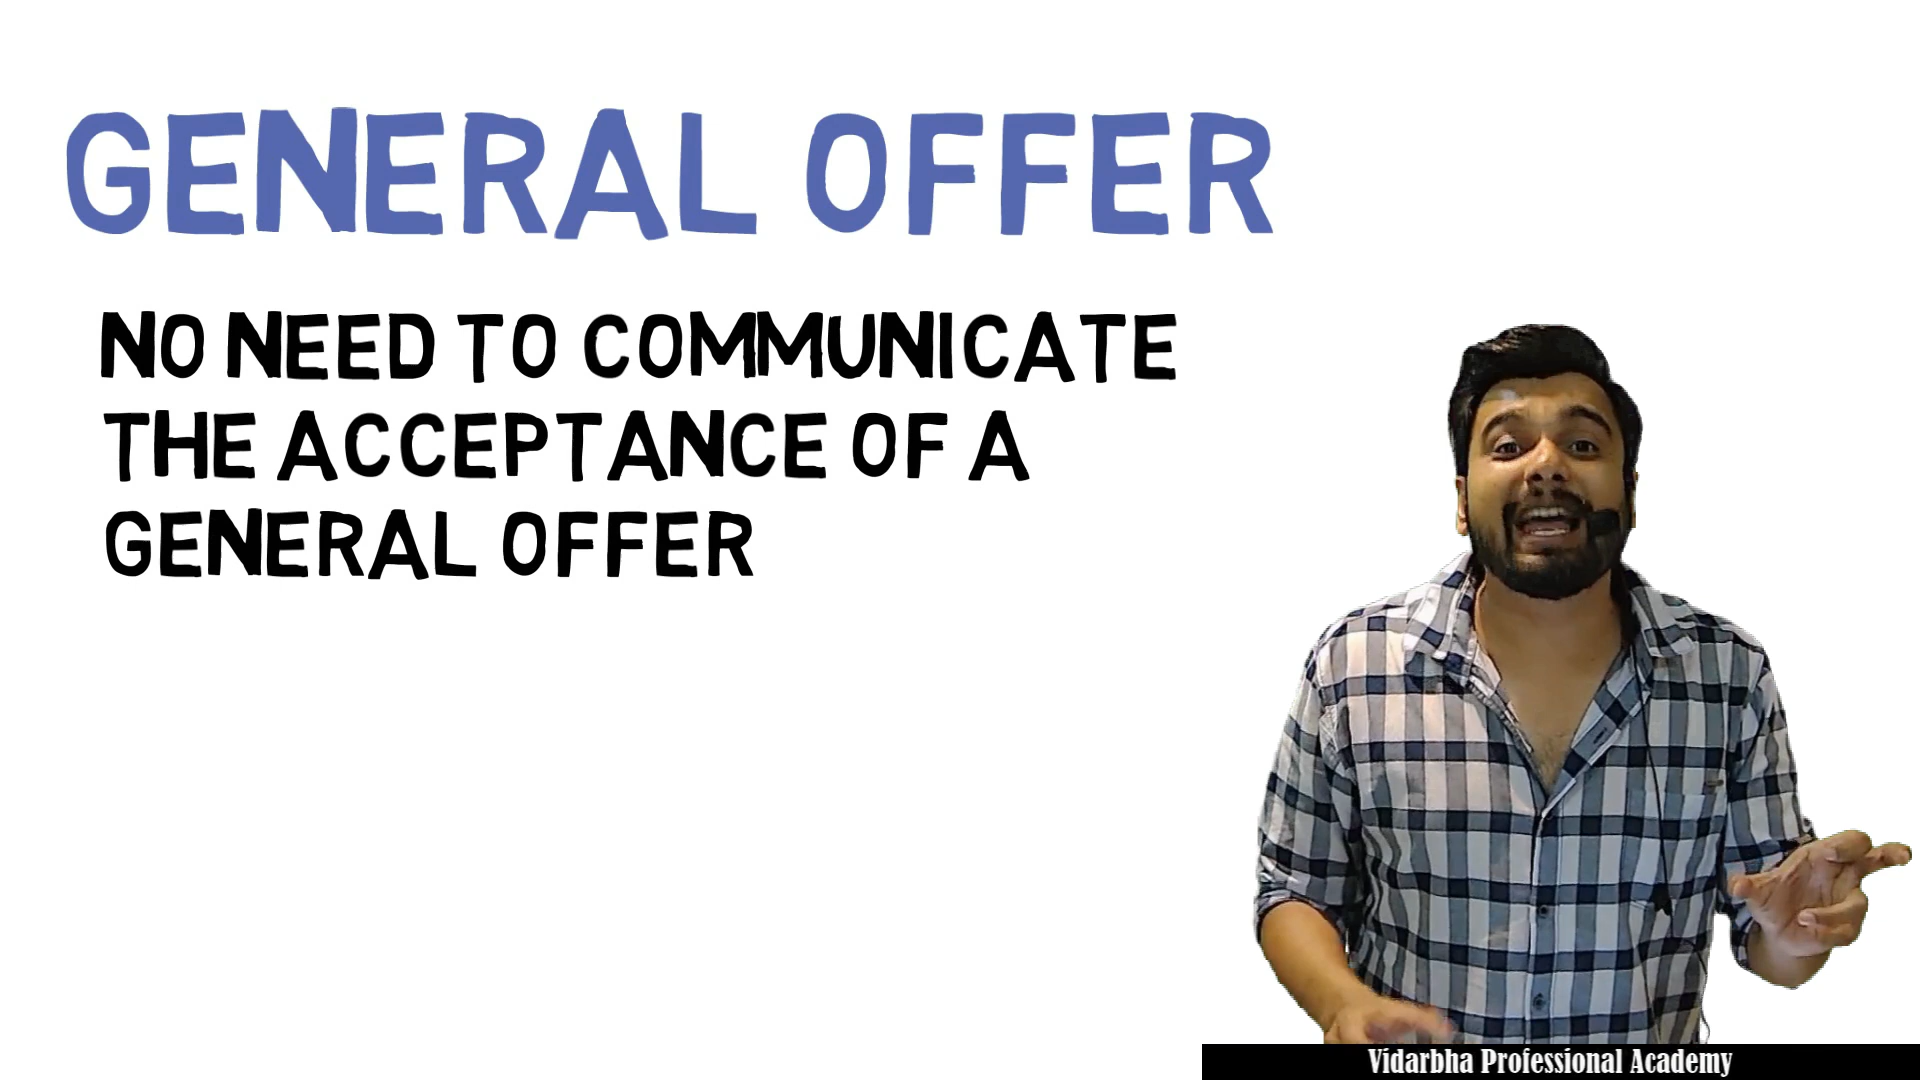 GENERAL OFFER
NO NEED TO COMMUNICATE
THE ACCEPTANCE OF A
GENERAL OFFER
Vidarbha Professional Academy